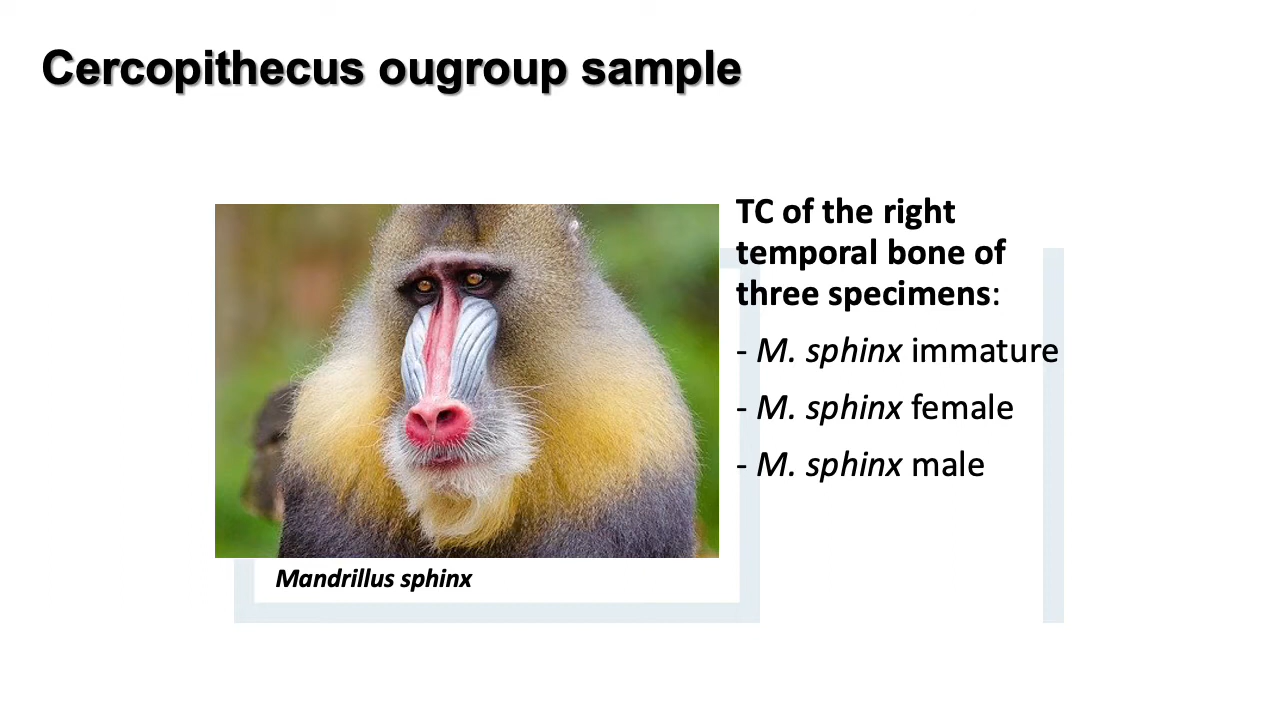 Cercopithecus ougroup sample
TC of the right
temporal bone of
three specimens:
- M. sphinx immature
- M. sphinx female
- M. sphinx male
Mandrillus sphinx